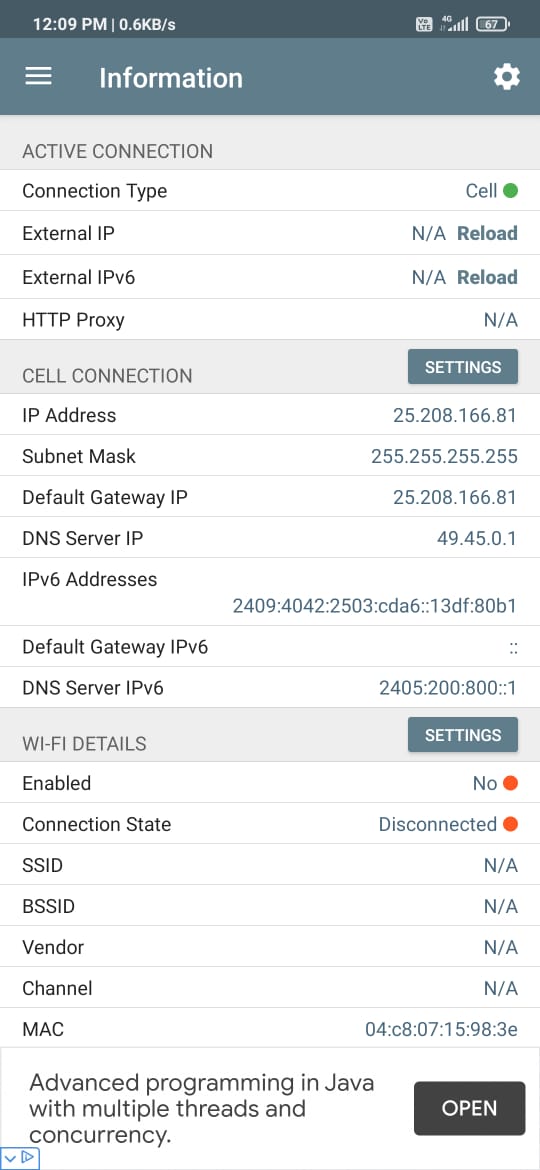 12:09 PM | 0.6KB/s Vo LTE 4G 67
Information
ACTIVE CONNECTION
Connection Type Cell
External IP N/A Reload
External IPv6 N/A Reload
HTTP Proxy N/A
CELL CONNECTION SETTINGS
IP Address 25.208.166.81
Subnet Mask 255.255.255.255
Default Gateway IP 25.208.166.81
DNS Server IP 49.45.0.1
IPv6 Addresses
2409:4042:2503:cda6::13df:80b1
Default Gateway IPv6 ::
DNS Server IPv6 2405:200:800::1
WI-FI DETAILS SETTINGS
Enabled No
Connection State Disconnected
SSID N/A
BSSID N/A
Vendor N/A
Channel N/A
MAC 04:c8:07:15:98:3e
Advanced programming in Java
with multiple threads and OPEN
concurrency.